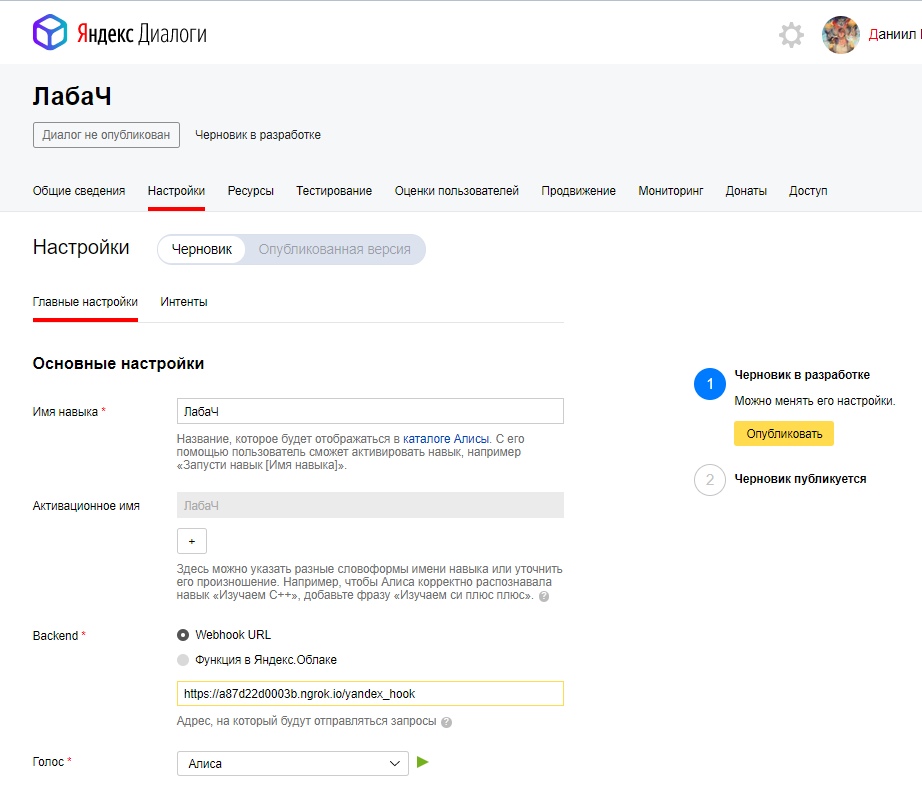 Яндекс Диалоги
Даниил
ЛабаЧ
Диалог не опубликован Черновик в разработке
Общие сведения Настройки Ресурсы Тестирование Оценки пользователей Продвижение Мониторинг Донаты Доступ
Настройки Черновик Опубликованная версия
Главные настройки Интенты
Основные настройки
Имя навыка * ЛабаЧ
Название, которое будет отображаться в каталоге Алисы. С его
помощью пользователь сможет активировать навык, например
«Запусти навык [Имя навыка]».
Активационное имя ЛабаЧ
+
Здесь можно указать разные словоформы имени навыка или уточнить
его произношение. Например, чтобы Алиса корректно распознавала
навык «Изучаем C++», добавьте фразу «Изучаем си плюс плюс». ?
Backend * Webhook URL
Функция в Яндекс.Облаке
https://a87d22d0003b.ngrok.io/yandex_hook
Адрес, на который будут отправляться запросы ?
Голос * Алиса
1 Черновик в разработке
Можно менять его настройки.
Опубликовать
2 Черновик публикуется